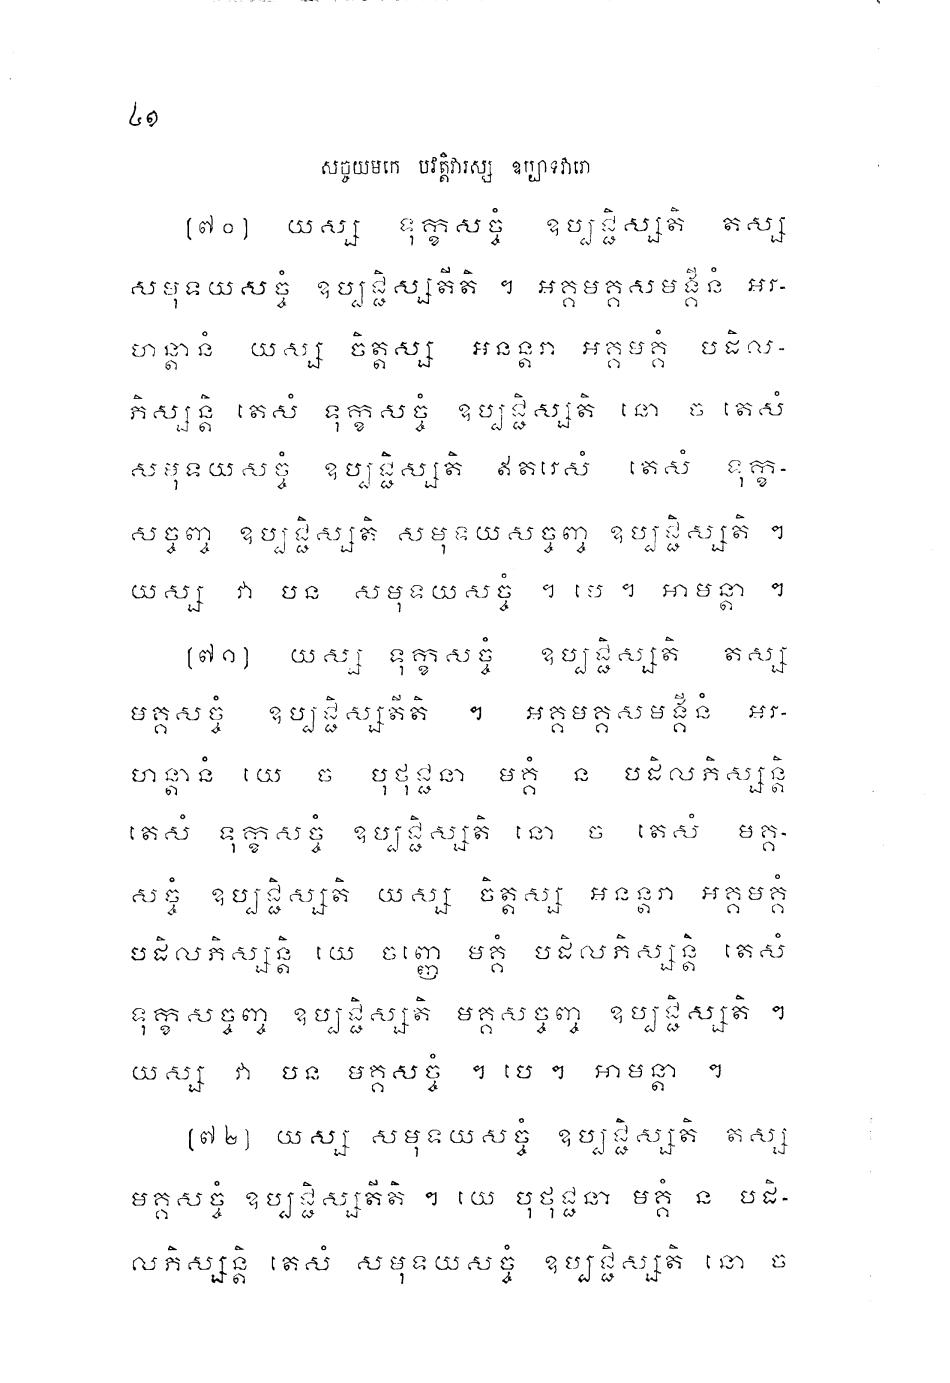 ៤១
សច្ចយមកេ បវត្តិវារស្ស ឧប្បាទវារោ
(៧០) យស្ស ទុក្ខសច្ចំ ឧប្បជ្ជិស្សតិ តស្ស
សមុទយសច្ចំ ឧប្បជ្ជិស្សតីតិ ។ អគ្គមគ្គសមង្គីនំ អរ-
ហន្តានំ យស្ស ចិត្តស្ស អនន្តរា អគ្គមគ្គំ បដិល-
ភិស្សន្តិ តេសំ ទុក្ខសច្ចំ ឧប្បជ្ជិស្សតិ នោ ច តេសំ
សមុទយសច្ចំ ឧប្បជ្ជិស្សតិ ឥតរេសំ តេសំ ទុក្ខ-
សច្ចញ្ច ឧប្បជ្ជិស្សតិ សមុទយសច្ចញ្ច ឧប្បជ្ជិស្សតិ ។
យស្ស វា បន សមុទយសច្ចំ ។ បេ ។ អាមន្តា ។
(៧១) យស្ស ទុក្ខសច្ចំ ឧប្បជ្ជិស្សតិ តស្ស
មគ្គសច្ចំ ឧប្បជ្ជិស្សតីតិ ។ អគ្គមគ្គសមង្គីនំ អរ-
ហន្តានំ យេ ច បុថុជ្ជនា មគ្គំ ន បដិលភិស្សន្តិ
តេសំ ទុក្ខសច្ចំ ឧប្បជ្ជិស្សតិ នោ ច តេសំ មគ្គ-
សច្ចំ ឧប្បជ្ជិស្សតិ យស្ស ចិត្តស្ស អនន្តរា អគ្គមគ្គំ
បដិលភិស្សន្តិ យេ ចញ្ញេ មគ្គំ បដិលភិស្សន្តិ តេសំ
ទុក្ខសច្ចញ្ច ឧប្បជ្ជិស្សតិ មគ្គសច្ចញ្ច ឧប្បជ្ជិស្សតិ ។
យស្ស វា បន មគ្គសច្ចំ ។ បេ ។ អាមន្តា ។
(៧២) យស្ស សមុទយសច្ចំ ឧប្បជ្ជិស្សតិ តស្ស
មគ្គសច្ចំ ឧប្បជ្ជិស្សតីតិ ។ យេ បុថុជ្ជនា មគ្គំ ន បដិ-
លភិស្សន្តិ តេសំ សមុទយសច្ចំ ឧប្បជ្ជិស្សតិ នោ ច